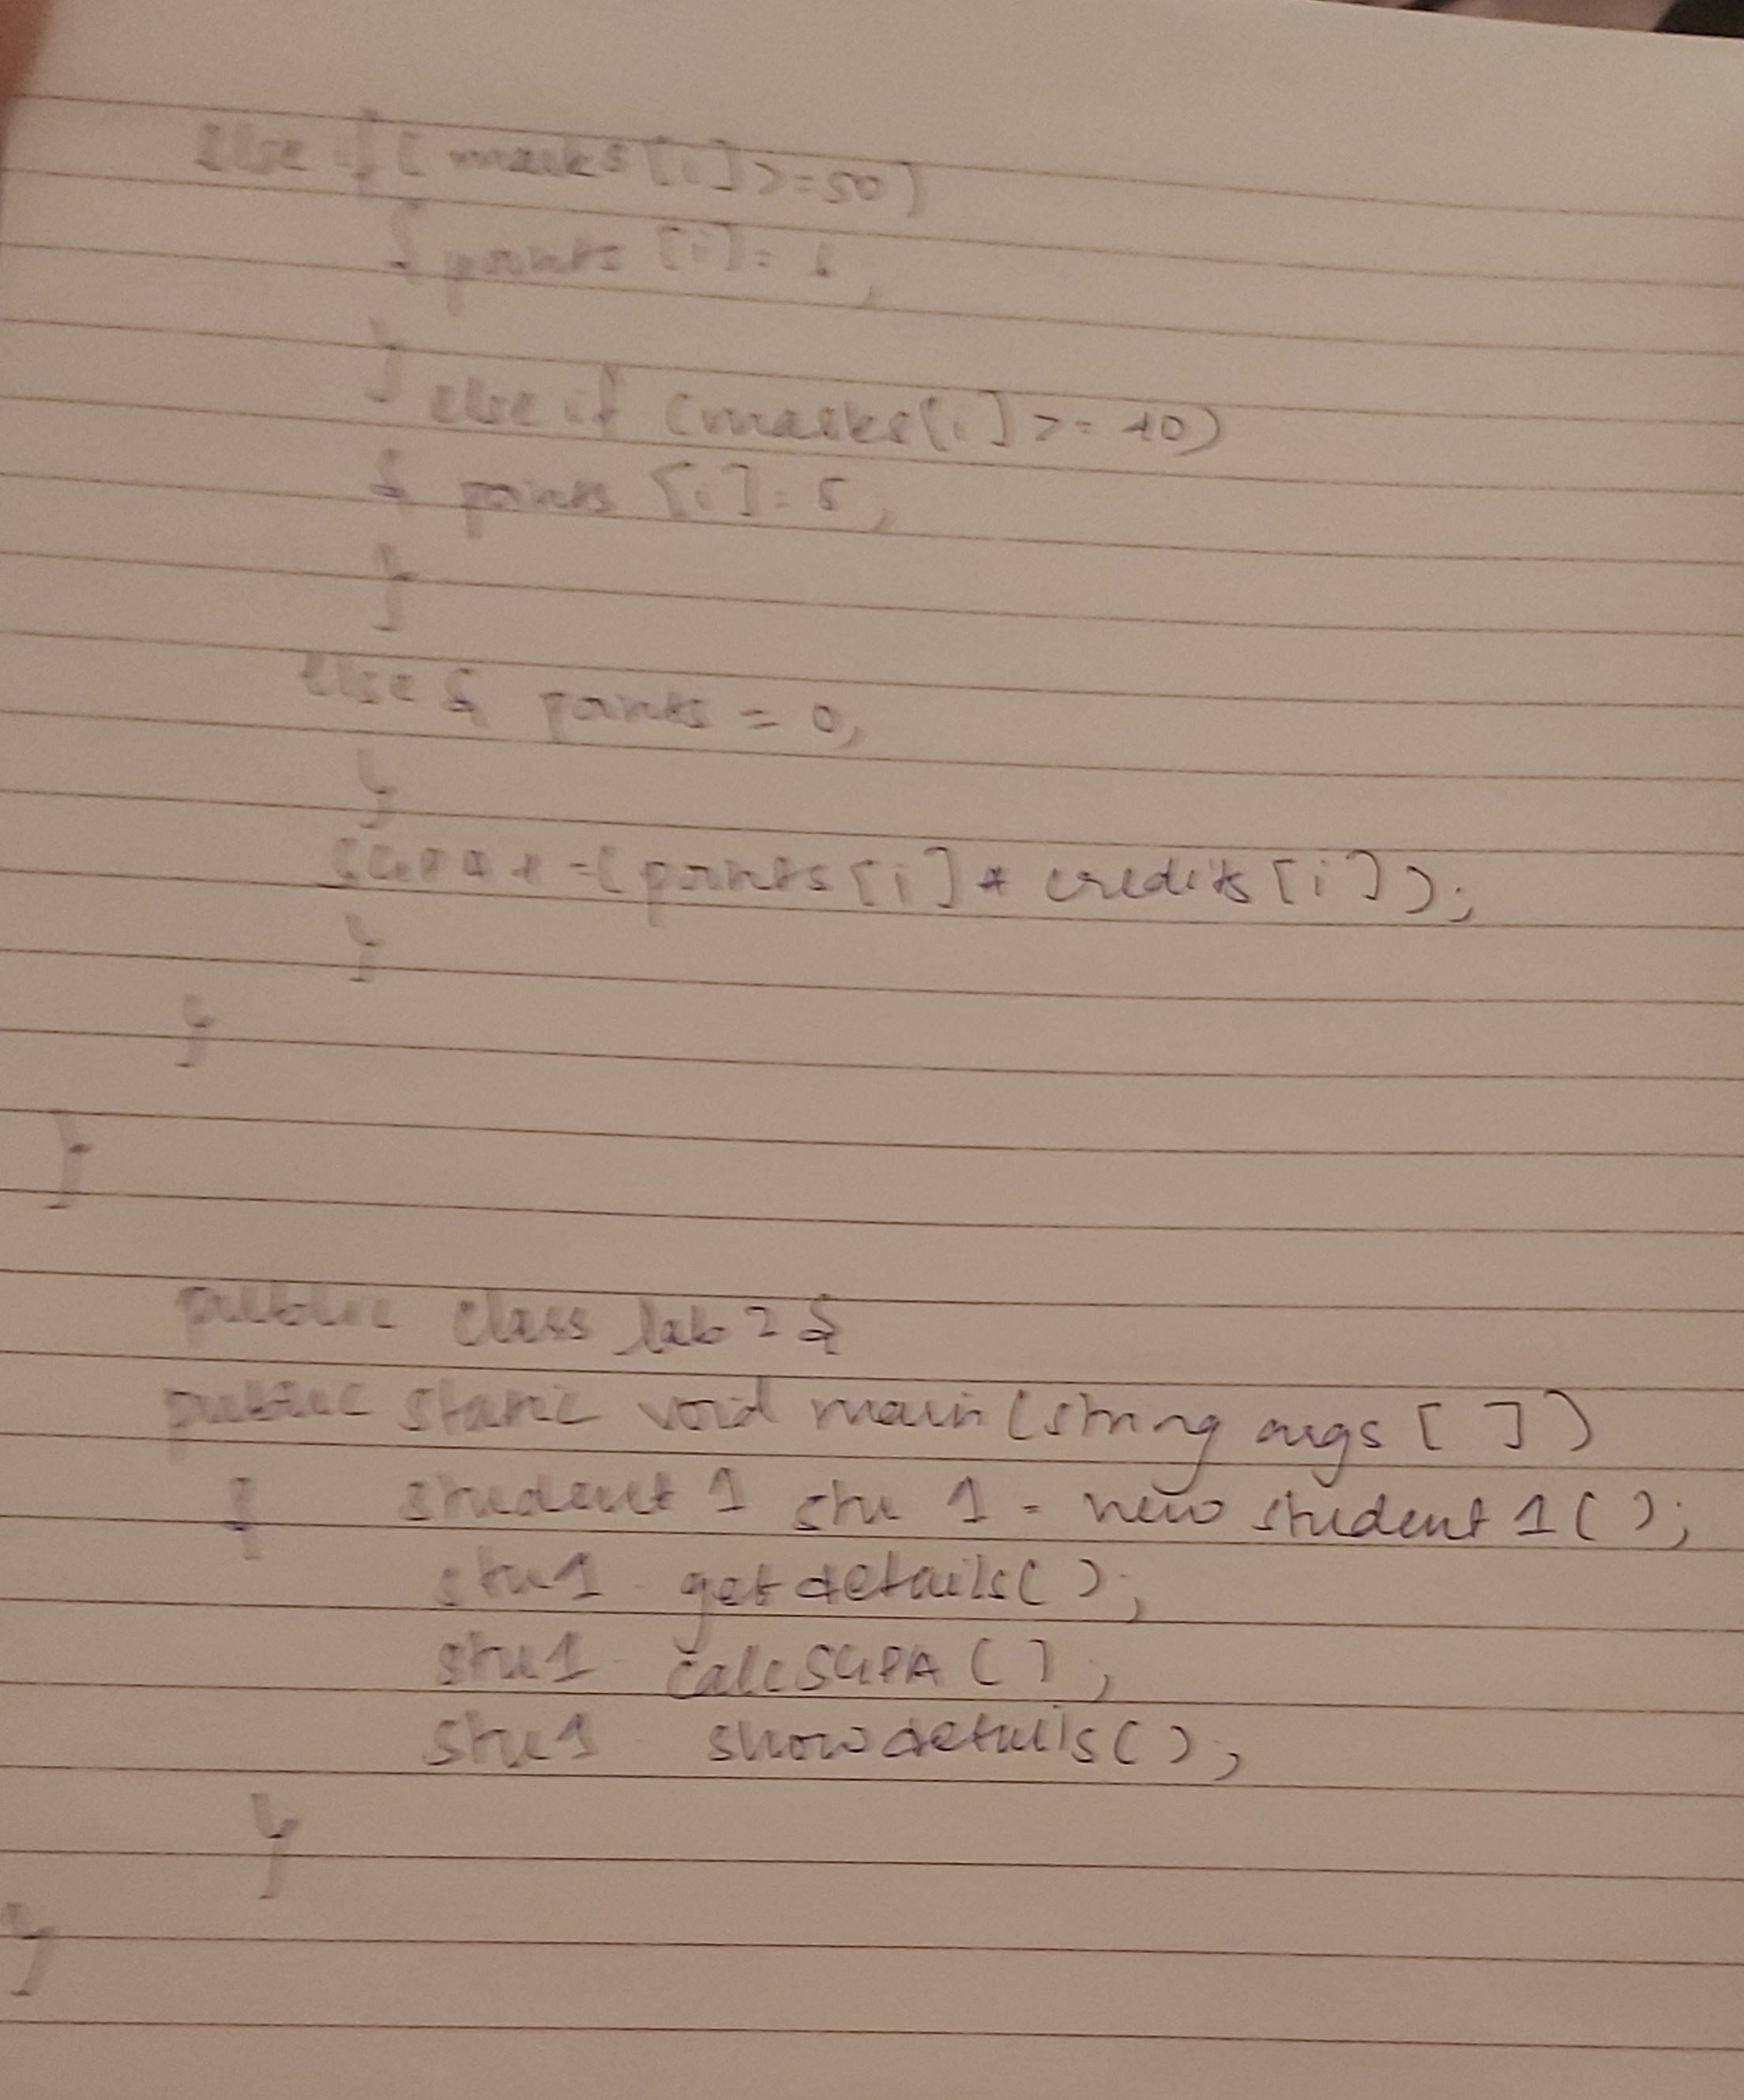 else if ( marks [i] >= 50)
{ points [i] = 6 ;
}
else if (marks[i] >= 40)
{ points [i] = 5 ;
}
else { points = 0;
}
SGPA + = (points [i] * credits [i] );
}
}
}
public class lab 2 {
public static void main (string args [ ])
{ student 1 stu 1 = new student 1 ( );
stu1 . getdetails( );
stu1 . calcSGPA ( ) ;
stu1 . showdetails ( ) ;
}
}